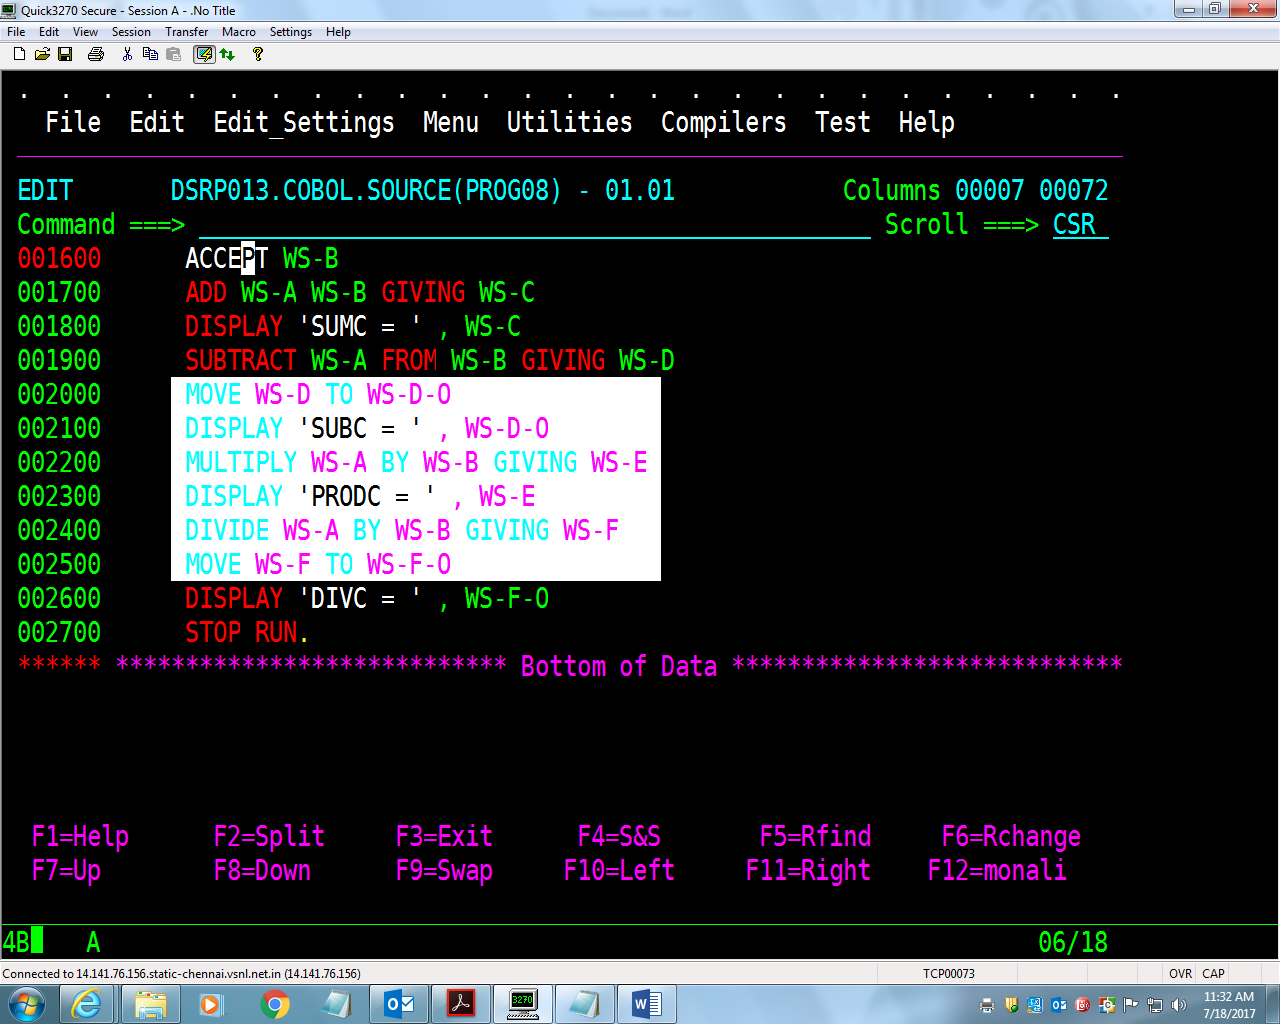 Quick3270 Secure - Session A - .No Title
File Edit View Session Transfer Macro Settings Help
. . . . . . . . . . . . . . . . . . . . . . . . . . .
File Edit Edit_Settings Menu Utilities Compilers Test Help
EDIT DSRP013.COBOL.SOURCE(PROG08) - 01.01 Columns 00007 00072
Command ===> Scroll ===> CSR
001600 ACCEPT WS-B
001700 ADD WS-A WS-B GIVING WS-C
001800 DISPLAY 'SUMC = ' , WS-C
001900 SUBTRACT WS-A FROM WS-B GIVING WS-D
002000 MOVE WS-D TO WS-D-O
002100 DISPLAY 'SUBC = ' , WS-D-O
002200 MULTIPLY WS-A BY WS-B GIVING WS-E
002300 DISPLAY 'PRODC = ' , WS-E
002400 DIVIDE WS-A BY WS-B GIVING WS-F
002500 MOVE WS-F TO WS-F-O
002600 DISPLAY 'DIVC = ' , WS-F-O
002700 STOP RUN.
****** **************************** Bottom of Data ****************************
F1=Help F2=Split F3=Exit F4=S&S F5=Rfind F6=Rchange
F7=Up F8=Down F9=Swap F10=Left F11=Right F12=monali
4B A 06/18
Connected to 14.141.76.156.static-chennai.vsnl.net.in (14.141.76.156) TCP00073 OVR CAP
3270
11:32 AM
7/18/2017